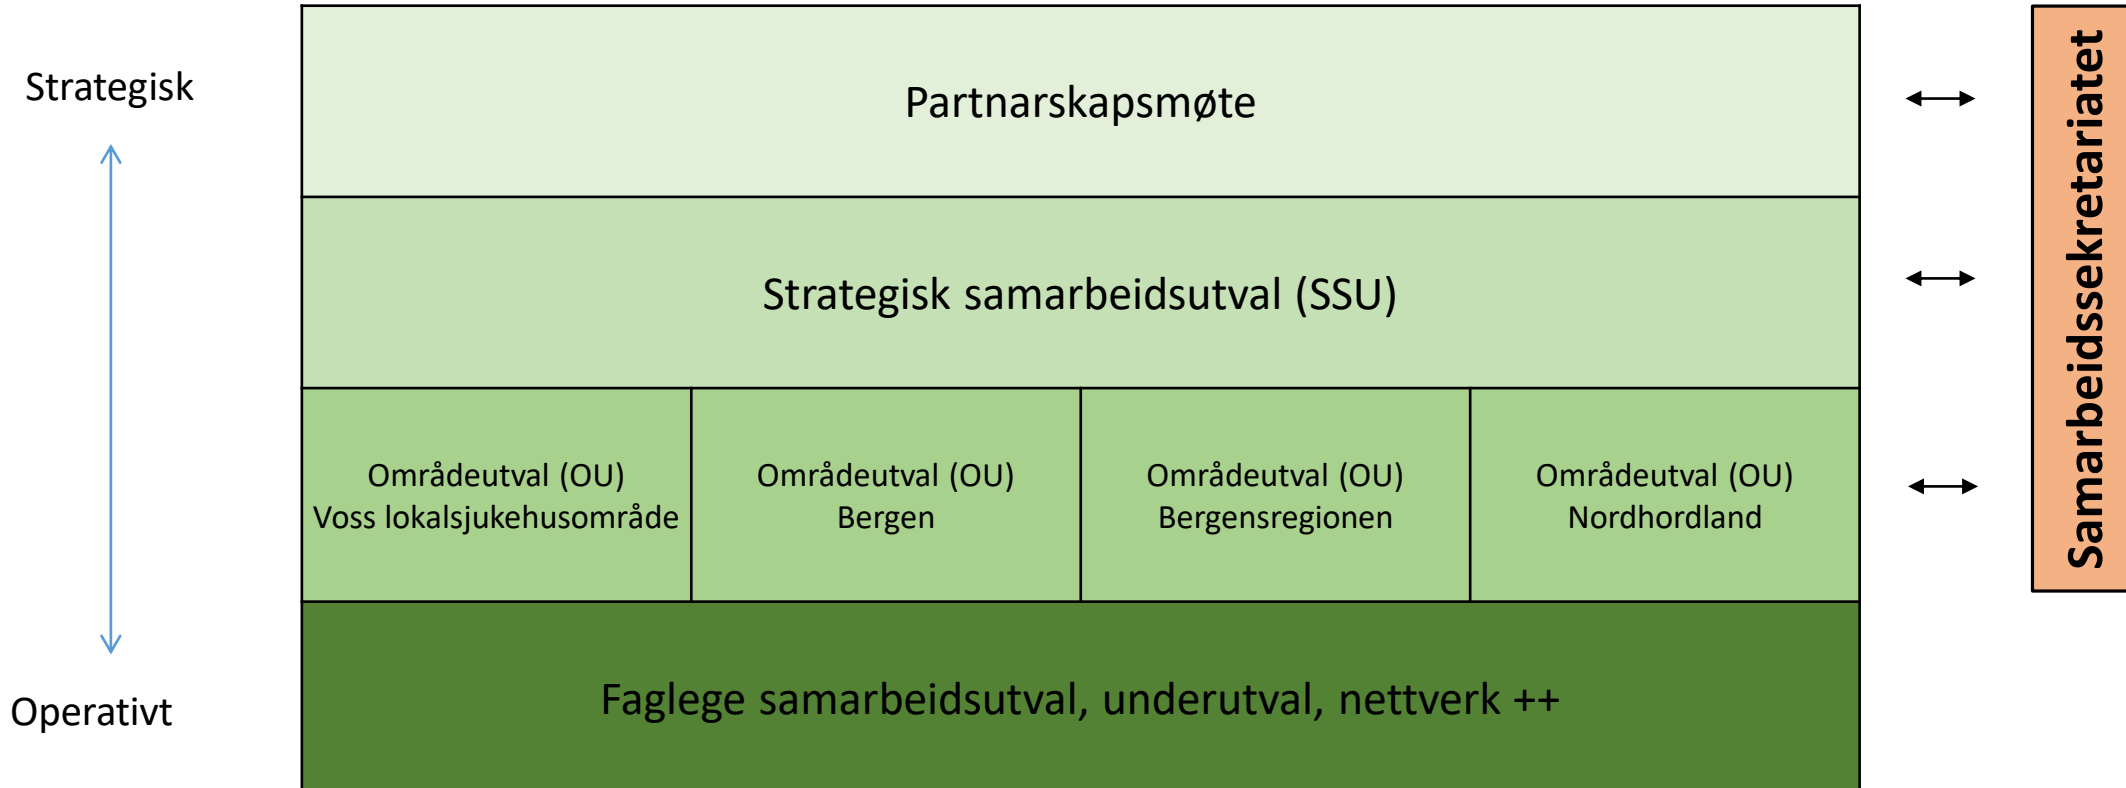 Strategisk
Partnarskapsmøte
Strategisk samarbeidsutval (SSU)
Områdeutval (OU)
Voss lokalsjukehusområde
Områdeutval (OU)
Bergen
Områdeutval (OU)
Bergensregionen
Områdeutval (OU)
Nordhordland
Operativt
Faglege samarbeidsutval, underutval, nettverk ++
Samarbeidssekretariatet